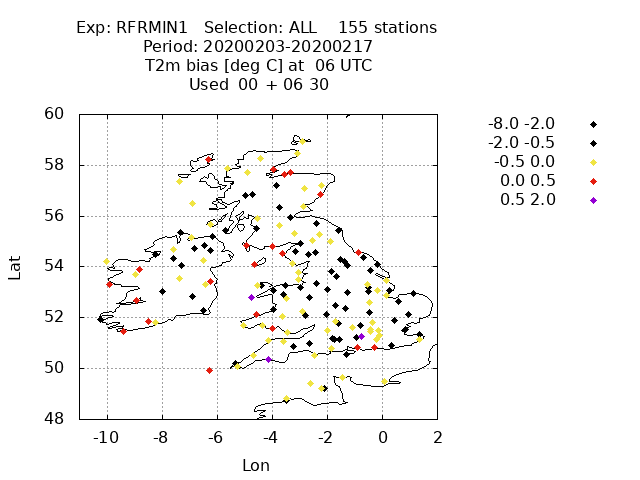 Exp: RFRMIN1 Selection: ALL 155 stations
Period: 20200203-20200217
T2m bias [deg C] at 06 UTC
Used 00 + 06 30
-8.0 -2.0
-2.0 -0.5
-0.5 0.0
0.0 0.5
0.5 2.0
60
58
56
54
52
50
48
Lat
-10 -8 -6 -4 -2 0 2
Lon